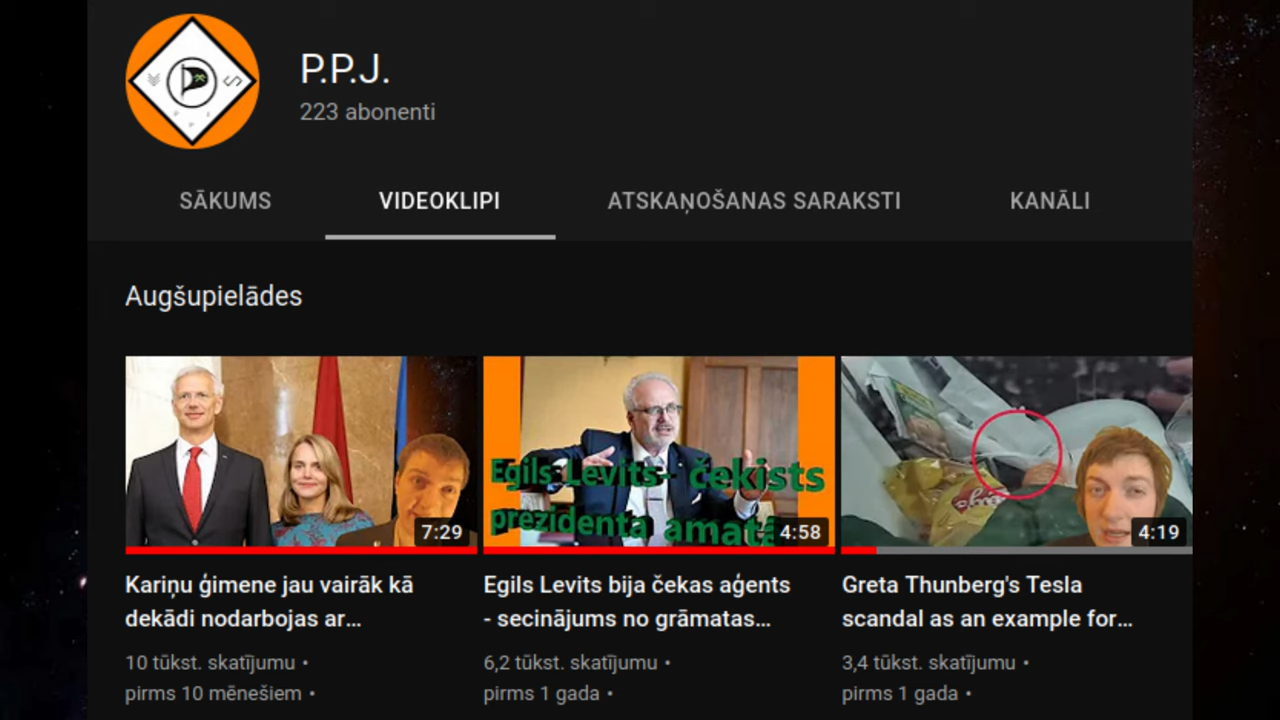 P.P.J.
223 abonenti
SĀKUMS
VIDEOKLIPI
ATSKAŅOŠANAS SARAKSTI
KANĀLI
Augšupielādes
Egils Levits- čekists
prezidenta amatā
7:29
4:58
4:19
Kariņu ģimene jau vairāk kā
dekādi nodarbojas ar...
Egils Levits bija čekas aģents
- secinājums no grāmatas...
Greta Thunberg's Tesla
scandal as an example for...
10 tūkst. skatījumu •
pirms 10 mēnešiem •
6,2 tūkst. skatījumu •
pirms 1 gada •
3,4 tūkst. skatījumu •
pirms 1 gada •